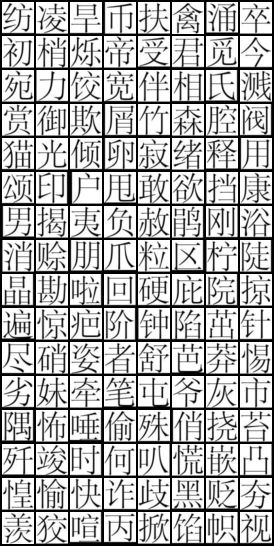 纺凌旱币扶禽涌卒
初梢烁帝受君觅今
宛力饺宽伴相氏溅
赏御欺屑竹森腔阀
猫光倾卵寂绪释用
颂印户甩敢欲挡康
男揭夷负赦鹃刚浴
消赊朋爪粒区柠陡
晶勘啦回硬庇院掠
遍惊疤阶钟陷茁针
尽硝姿者舒芭莽惕
劣妹牵笔屯爷灰市
隅怖唾偷殊俏挠苔
歼竣时何叭慌嵌凸
惶愉快诈歧黑贬夯
羡狡喧丙掀馅帜视